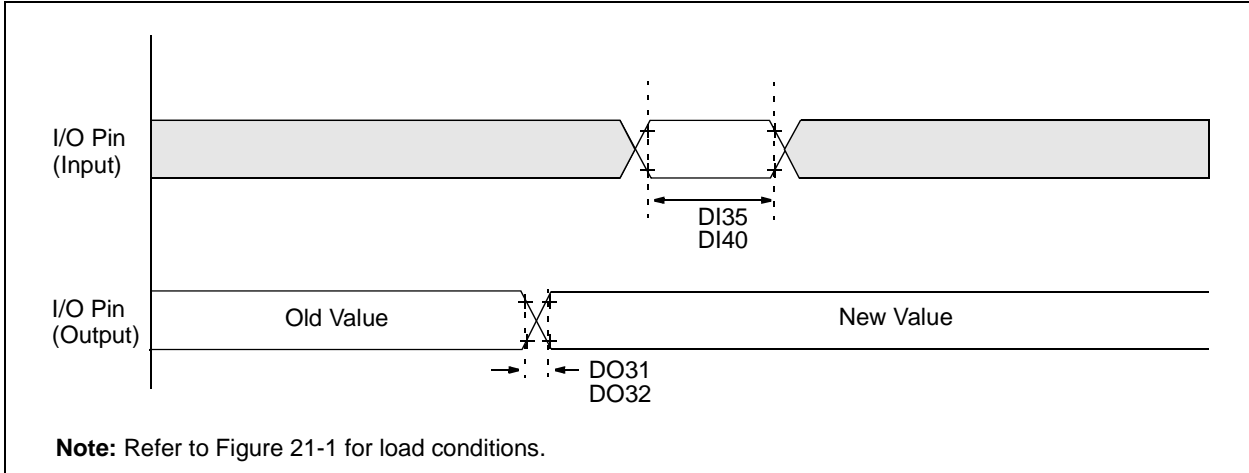 I/O Pin
(Input)
DI35
DI40
I/O Pin
(Output)
Old Value
New Value
DO31
DO32
Note: Refer to Figure 21-1 for load conditions.